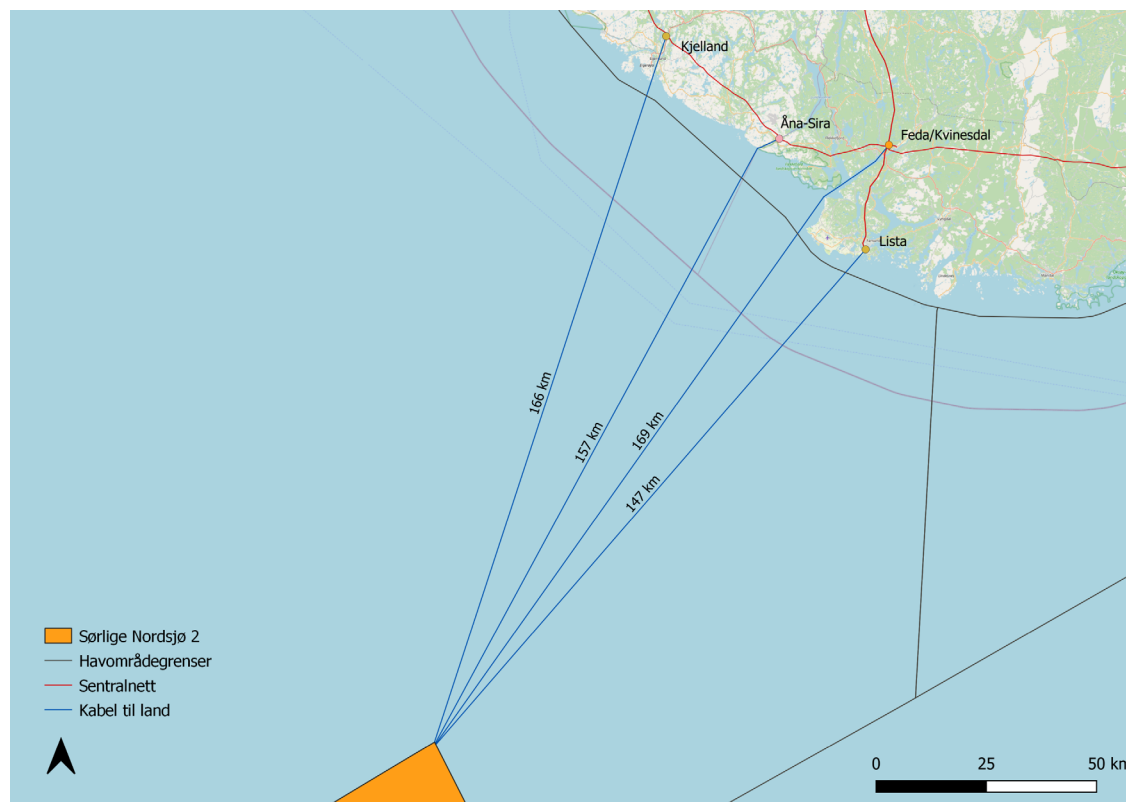 Kjelland
Åna-Sira
Feda/Kvinesdal
Lista
166 km
157 km
169 km
147 km
Sørlige Nordsjø 2
Havområdegrenser
Sentralnett
Kabel til land
0 25 50 km